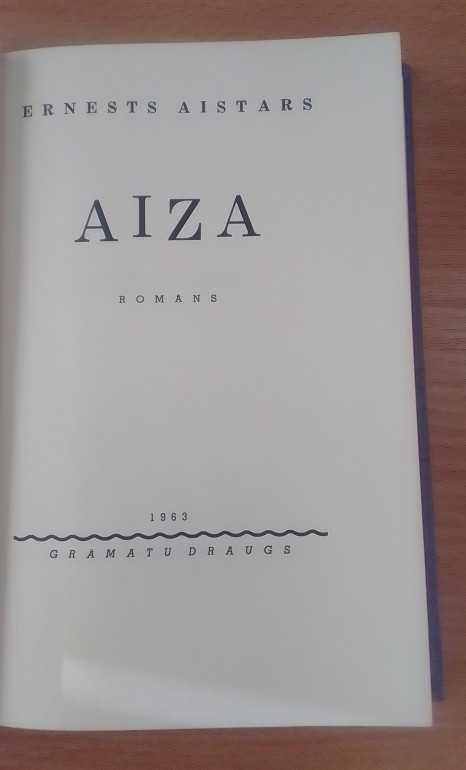 ERNESTS AISTARS
AIZA
ROMANS
1963
GRĀMATU DRAUGS